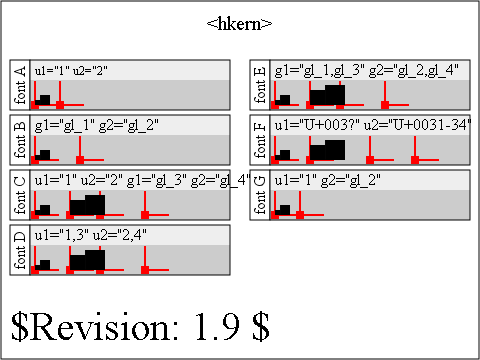 <hkern>
font A
u1="1" u2="2"
font B
g1="gl_1" g2="gl_2"
font C
u1="1" u2="2" g1="gl_3" g2="gl_4"
font D
u1="1,3" u2="2,4"
font E
g1="gl_1,gl_3" g2="gl_2,gl_4"
font F
u1="U+003?" u2="U+0031-34"
font G
u1="1" g2="gl_2"
$Revision: 1.9 $